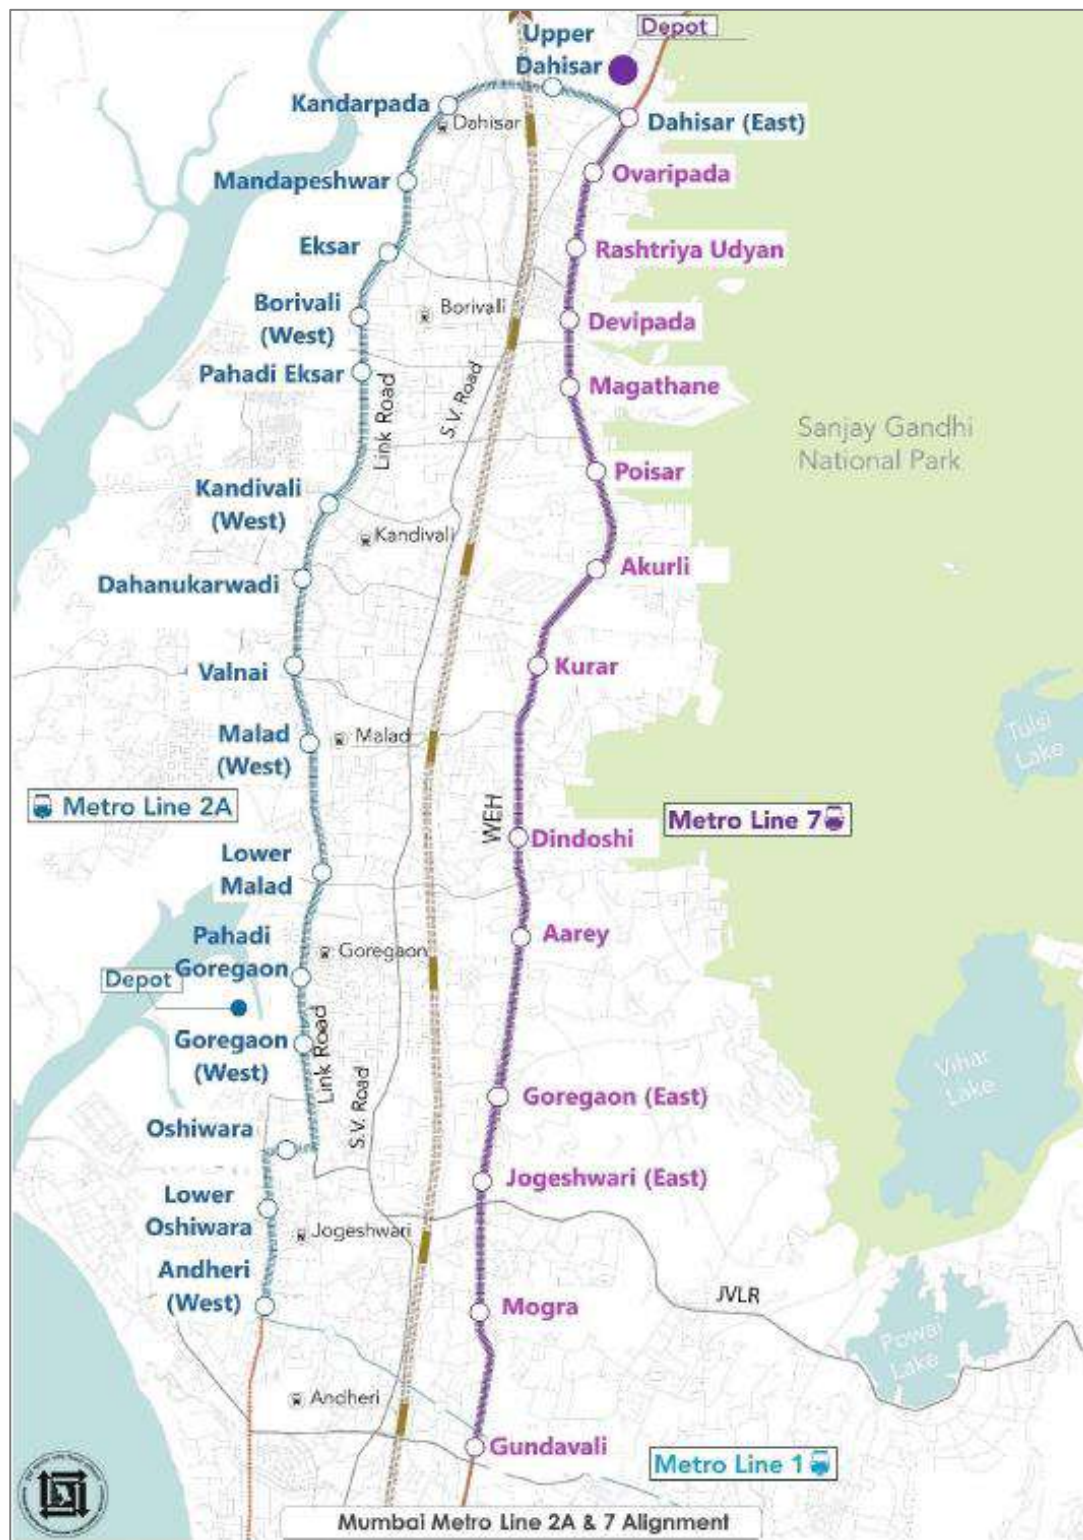 Depot
Upper
Dahisar
Kandarpada
Dahisar
Dahisar (East)
Ovaripada
Mandapeshwar
Eksar
Rashtriya Udyan
Borivali
(West)
Borivali
Devipada
Pahadi Eksar
Link Road
S.V. Road
Magathane
Sanjay Gandhi
National Park
Poisar
Kandivali
(West)
Kandivali
Akurli
Dahanukarwadi
Valnai
Kurar
Malad
(West)
Malad
Tulsi
Lake
Metro Line 2A
WEH
Metro Line 7
Dindoshi
Lower
Malad
Aarey
Pahadi
Goregaon
Goregaon
Depot
Goregaon
(West)
Link Road
S.V. Road
Vihar
Lake
Goregaon (East)
Oshiwara
Jogeshwari (East)
Lower
Oshiwara
Jogeshwari
Andheri
(West)
Mogra
JVLR
Powai
Lake
Andheri
Gundavali
Metro Line 1
Mumbai Metro Line 2A & 7 Alignment